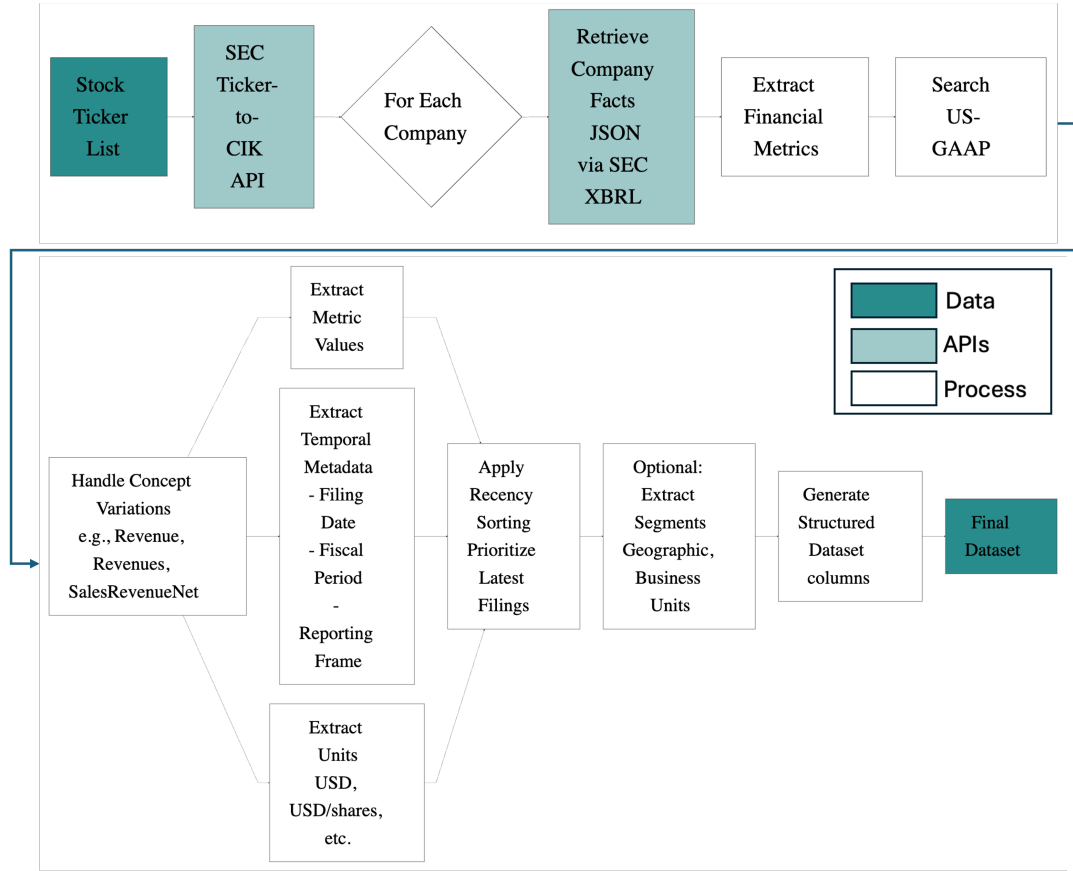 Stock
Ticker
List
SEC
Ticker-
to-
CIK
API
For Each
Company
Retrieve
Company
Facts
JSON
via SEC
XBRL
Extract
Financial
Metrics
Search
US-
GAAP
Data
APIs
Process
Handle Concept
Variations
e.g., Revenue,
Revenues,
SalesRevenueNet
Extract
Metric
Values
Extract
Temporal
Metadata
- Filing
Date
- Fiscal
Period
-
Reporting
Frame
Extract
Units
USD,
USD/shares,
etc.
Apply
Recency
Sorting
Prioritize
Latest
Filings
Optional:
Extract
Segments
Geographic,
Business
Units
Generate
Structured
Dataset
columns
Final
Dataset